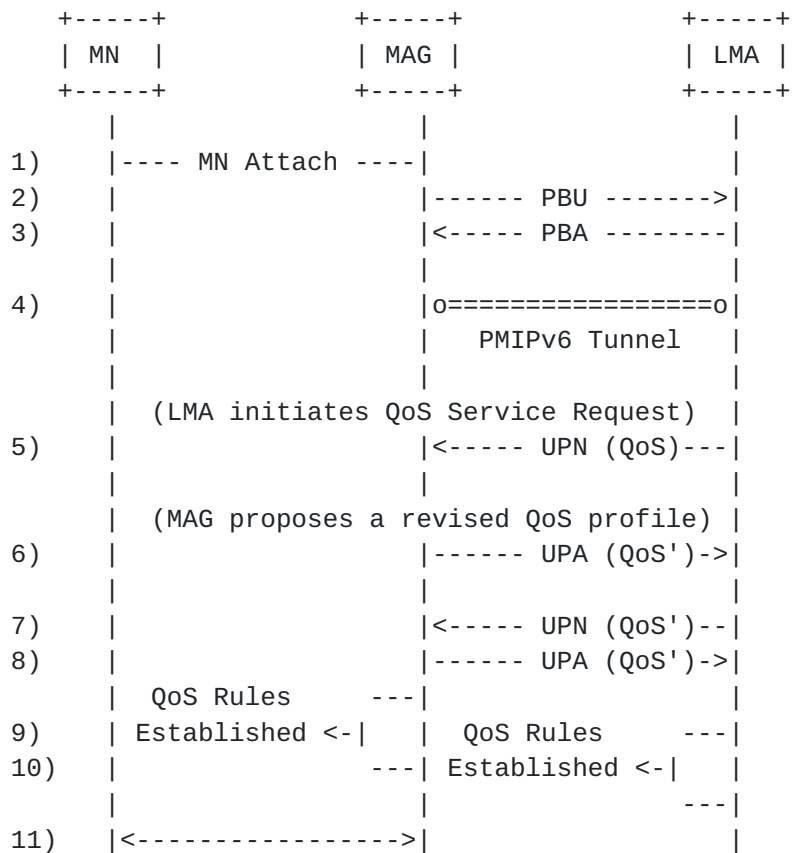 +-----+           +-----+            +-----+
   | MN  |           | MAG |            | LMA |
   +-----+           +-----+            +-----+
      |                 |                 |
1)    |---- MN Attach ----|                 |
2)    |                 |------ PBU ------->|
3)    |                 |<----- PBA --------|
      |                 |                 |
4)    |                 |o=================o|
      |                 |   PMIPv6 Tunnel   |
      |                 |                 |
      |  (LMA initiates QoS Service Request)  |
5)    |                 |<----- UPN (QoS)---|
      |                 |                 |
      |  (MAG proposes a revised QoS profile) |
6)    |                 |------ UPA (QoS')->|
      |                 |                 |
7)    |                 |<----- UPN (QoS')--|
8)    |                 |------ UPA (QoS')->|
      |  QoS Rules    ---|                 |
9)    | Established <-|   |  QoS Rules     ---|
10)   |              ---| Established <-|   |
      |                 |              ---|
11)   |<---------------->|                 |